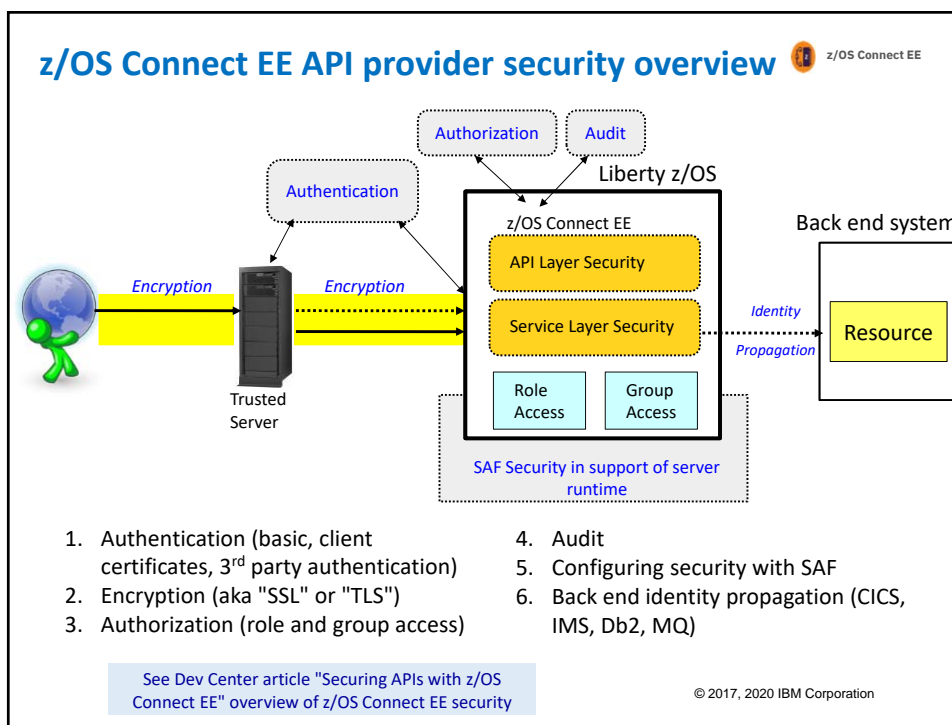 z/OS Connect EE API provider security overview
z/OS Connect EE
Authorization
Audit
Liberty z/OS
Authentication
z/OS Connect EE
Back end system
API Layer Security
Encryption
Encryption
Service Layer Security
Identity
Propagation
Resource
Trusted
Server
Role
Access
Group
Access
SAF Security in support of server
runtime
1. Authentication (basic, client
certificates, 3rd party authentication)
2. Encryption (aka "SSL" or "TLS")
3. Authorization (role and group access)
4. Audit
5. Configuring security with SAF
6. Back end identity propagation (CICS,
IMS, Db2, MQ)
See Dev Center article "Securing APIs with z/OS
Connect EE" overview of z/OS Connect EE security
© 2017, 2020 IBM Corporation